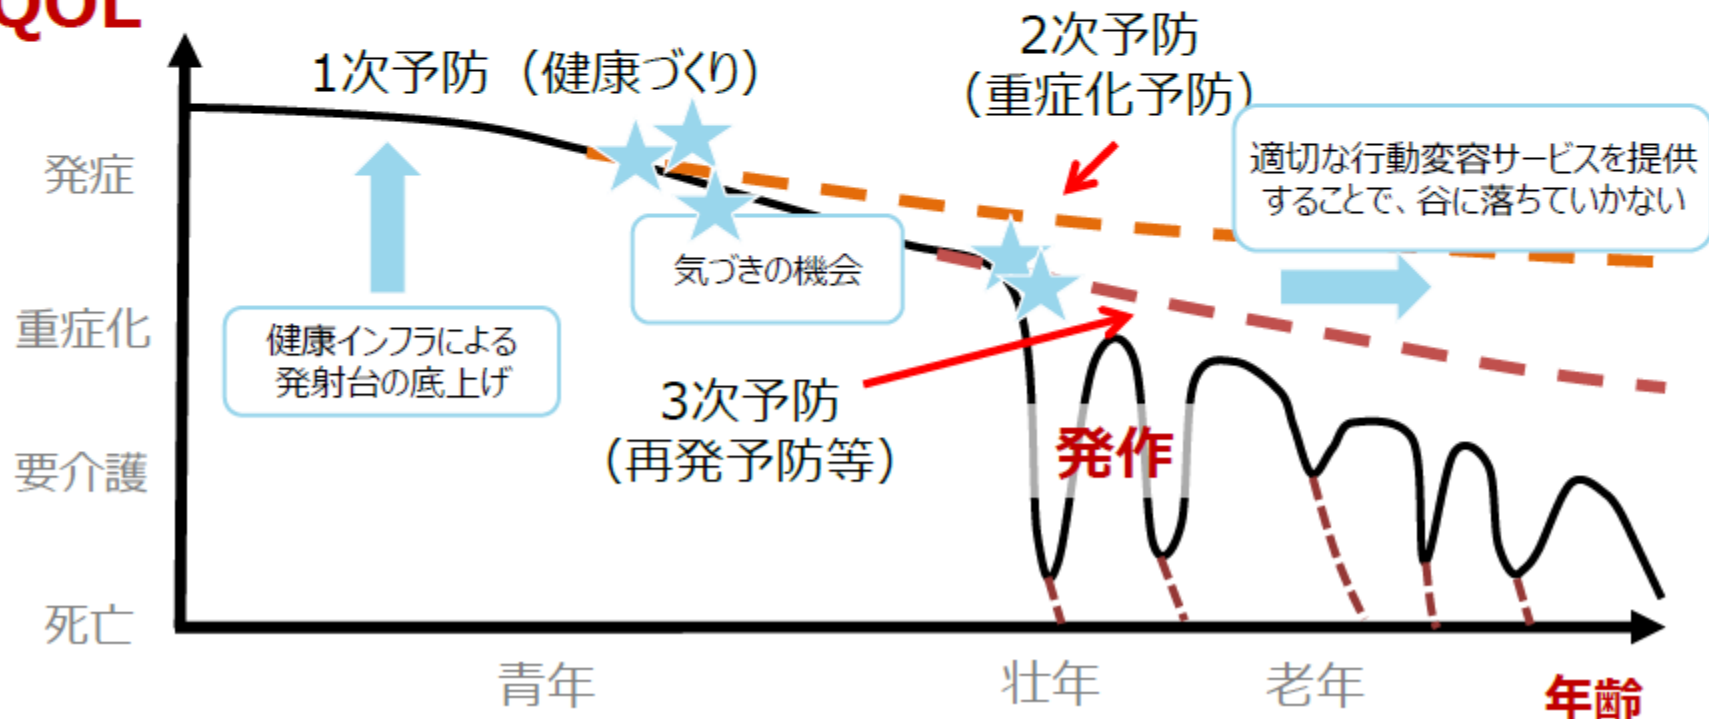 QOL
1次予防（健康づくり）
2次予防
（重症化予防）
適切な行動変容サービスを提供
することで、谷に落ちていかない
発症
気づきの機会
重症化
健康インフラによる
発射台の底上げ
3次予防
（再発予防等）
発作
要介護
死亡
青年
壮年
老年
年齢